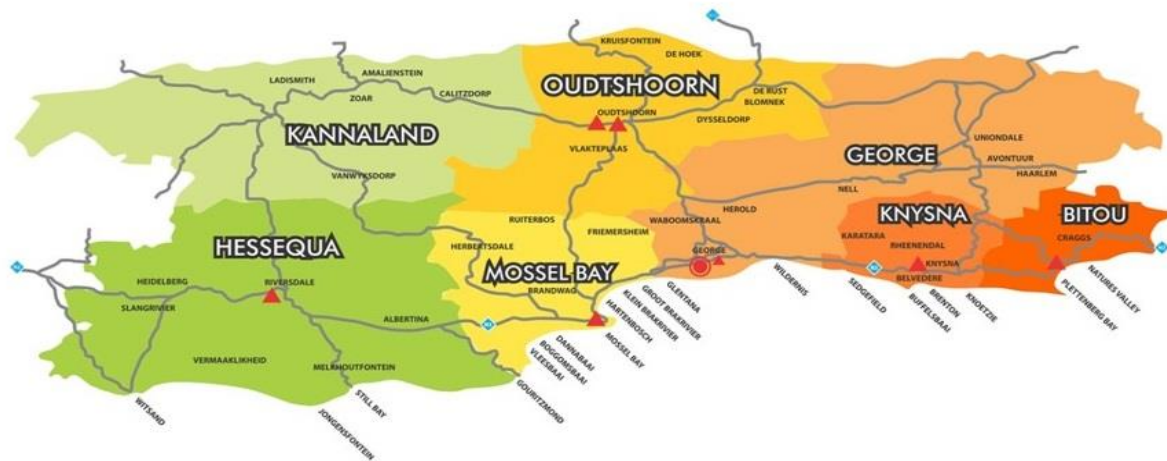 KRUISFONTEIN
DE HOEK
LADISMITH
AMALIENSTEIN
ZOAR
CALITZDORP
OUDTSHOORN
DE RUST
BLOMNEK
OUDTSHOORN
DYSSELDORP
KANNALAND
VLAKTEPLAAS
UNIONDALE
GEORGE
AVONTUUR
HAARLEM
VANWYKSDORP
NELL
HEROLD
RUITERBOS
WABOOMSKRAAL
FRIEMERSHEIM
KNYSNA
BITOU
KARATARA
RHEENENDAL
CRAGGS
HESSEQUA
HERBERTSDALE
GEORGE
MOSSEL BAY
BRANDWAG
KNYSNA
BELVEDERE
HEIDELBERG
RIVERSDALE
SLANGRIVIER
ALBERTINA
N2
VERMAAKLIKHEID
MELKHOUTFONTEIN
WITSAND
JONGENSFONTEIN
STILL BAY
GOURITZMOND
VLEESBAAI
BOGGOMSBAAI
DANNABAAI
MOSSEL BAY
HARTENBOSCH
KLEIN BRAKRIVIER
GROOT BRAKRIVIER
GLENTANA
WILDERNIS
SEDGEFIELD
BUFFELSBAAI
BRENTON
KNOETZIE
PLETTENBERG BAY
NATURES VALLEY